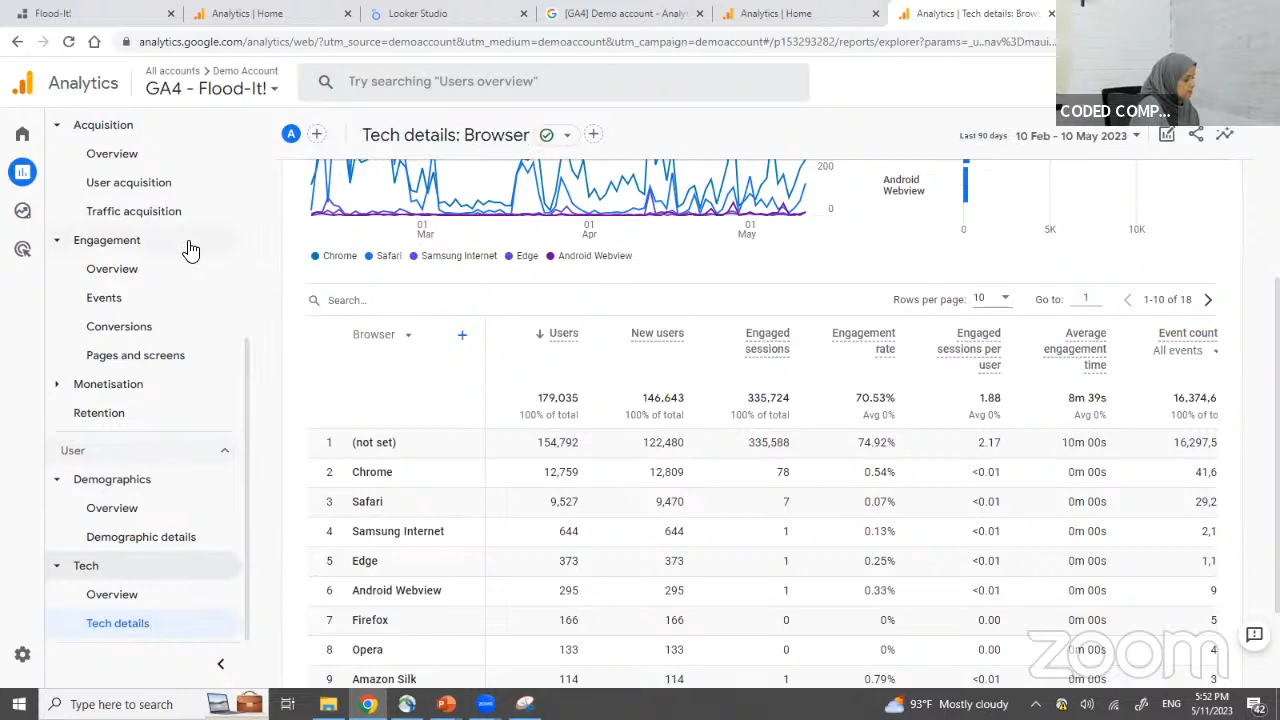 Flood-It!
Analytics | Home
Looker Studio
[GA4] Demo account - Analy
Analytics | Home
Analytics | Tech details: Brow
analytics.google.com/analytics/web/?utm_source=demoaccount&utm_medium=demoaccount&utm_campaign=demoaccount#/p153293282/reports/explorer?params=_u..nav%3Dmaui
CODED COMP...
Analytics
All accounts > Demo Account
GA4 - Flood-It!
Try searching "Users overview"
Acquisition
Overview
User acquisition
Traffic acquisition
Engagement
Overview
Events
Conversions
Pages and screens
Monetisation
Retention
User
Demographics
Overview
Demographic details
Tech
Overview
Tech details
A
Tech details: Browser
Last 90 days 10 Feb - 10 May 2023
200
0
01 Mar
01 Apr
01 May
Chrome Safari Samsung Internet Edge Android Webview
Android Webview
0 5K 10K
Search...
Rows per page: 10 Go to: 1 1-10 of 18
Browser Users New users Engaged sessions Engagement rate Engaged sessions per user Average engagement time Event count
All events
179,035 146,643 335,724 70.53% 1.88 8m 39s 16,374,6
100% of total 100% of total 100% of total Avg 0% Avg 0% Avg 0% 100% of to
1 (not set) 154,792 122,480 335,588 74.92% 2.17 10m 00s 16,297,5
2 Chrome 12,759 12,809 78 0.54% <0.01 0m 00s 41,6
3 Safari 9,527 9,470 7 0.07% <0.01 0m 00s 29,2
4 Samsung Internet 644 644 1 0.13% <0.01 0m 00s 2,1
5 Edge 373 373 1 0.25% <0.01 0m 00s 1,1
6 Android Webview 295 295 1 0.33% <0.01 0m 00s 9
7 Firefox 166 166 0 0% 0.00 0m 00s 5
8 Opera 133 133 0 0% 0.00 0m 00s 4
9 Amazon Silk 114 114 1 0.79% <0.01 0m 00s 3
zoom
Type here to search
93°F Mostly cloudy
ENG
5:52 PM
5/11/2023
42